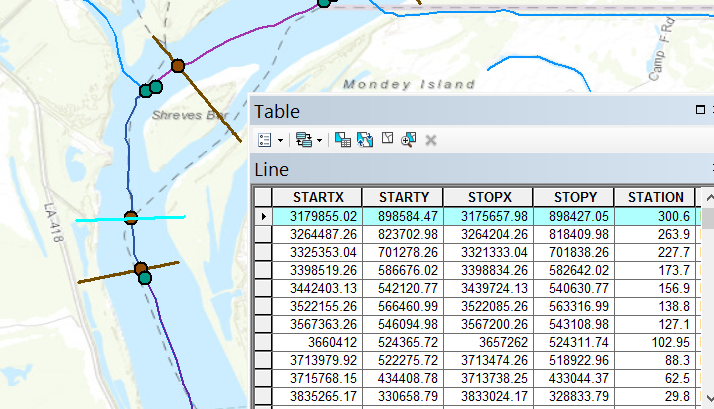 Camp F Rd
Mondey Island
Shreves Bar
LA-418
Table
Line
STARTX STARTY STOPX STOPY STATION
3179855.02 898584.47 3175657.98 898427.05 300.6
3264487.26 823702.98 3264204.26 818409.98 263.9
3325353.04 701278.26 3321333.04 701838.26 227.7
3398519.26 586676.02 3398834.26 582642.02 173.7
3442403.13 542120.77 3439724.13 540630.77 156.9
3522155.26 566460.99 3522085.26 563316.99 138.8
3567363.26 546094.98 3567200.26 543108.98 127.1
3660412 524365.72 3657262 524311.74 102.95
3713979.92 522275.72 3713474.26 518922.96 88.3
3715768.15 434408.78 3713738.25 433044.37 62.5
3835265.17 330658.79 3833024.17 328833.79 29.8